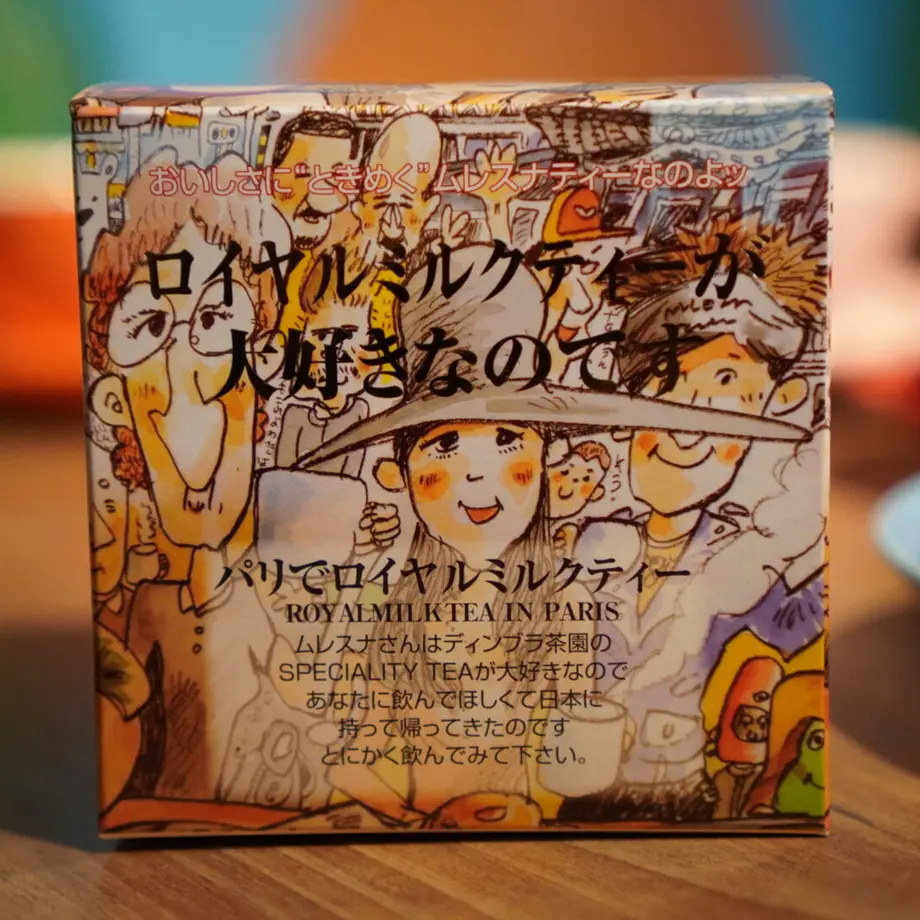 おいしさに"ときめく"ムレスナティーなのよッ
ロイヤルミルクティーが
大好きなのです
パリでロイヤルミルクティー
ROYALMILKTEA IN PARIS
ムレスナさんはディンブラ茶園の
SPECIALITY TEAが大好きなので
あなたに飲んでほしくて日本に
持って帰ってきたのです
とにかく飲んでみて下さい。